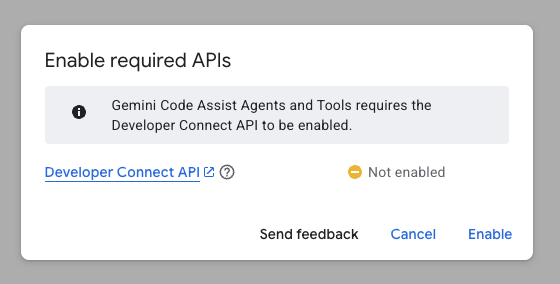 Enable required APIs
Gemini Code Assist Agents and Tools requires the
Developer Connect API to be enabled.
Developer Connect API Not enabled
Send feedback Cancel Enable